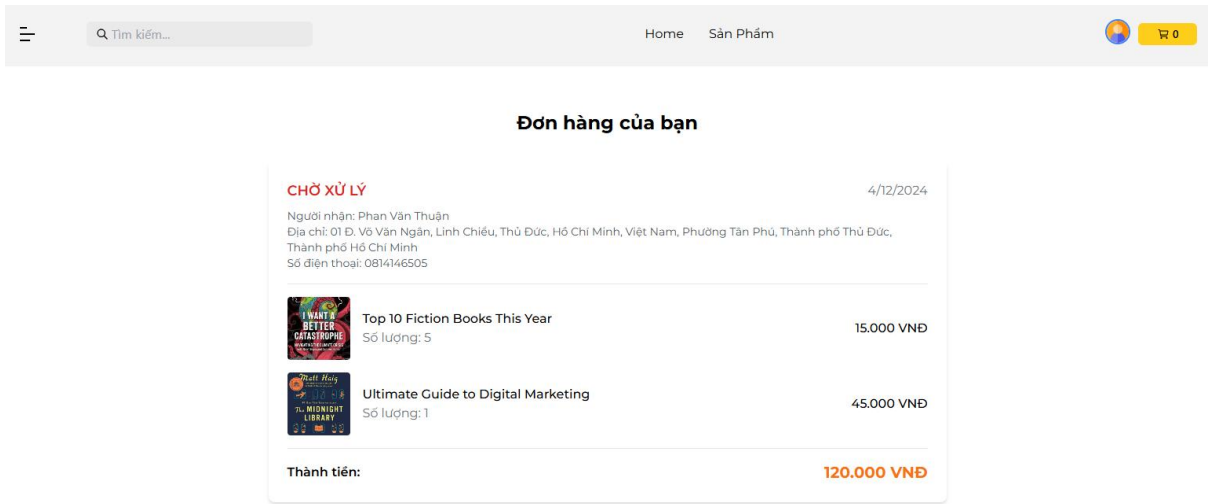 Tìm kiếm...
Home Sản Phẩm
0
Đơn hàng của bạn
CHỜ XỬ LÝ
4/12/2024
Người nhận: Phan Văn Thuận
Địa chỉ: 01 Đ. Võ Văn Ngân, Linh Chiểu, Thủ Đức, Hồ Chí Minh, Việt Nam, Phường Tân Phú, Thành phố Thủ Đức,
Thành phố Hồ Chí Minh
Số điện thoại: 0814146505
I WANT A
BETTER
CATASTROPHE
Top 10 Fiction Books This Year
Số lượng: 5
15.000 VNĐ
Matt Haig
The MIDNIGHT
LIBRARY
Ultimate Guide to Digital Marketing
Số lượng: 1
45.000 VNĐ
Thành tiền:
120.000 VNĐ